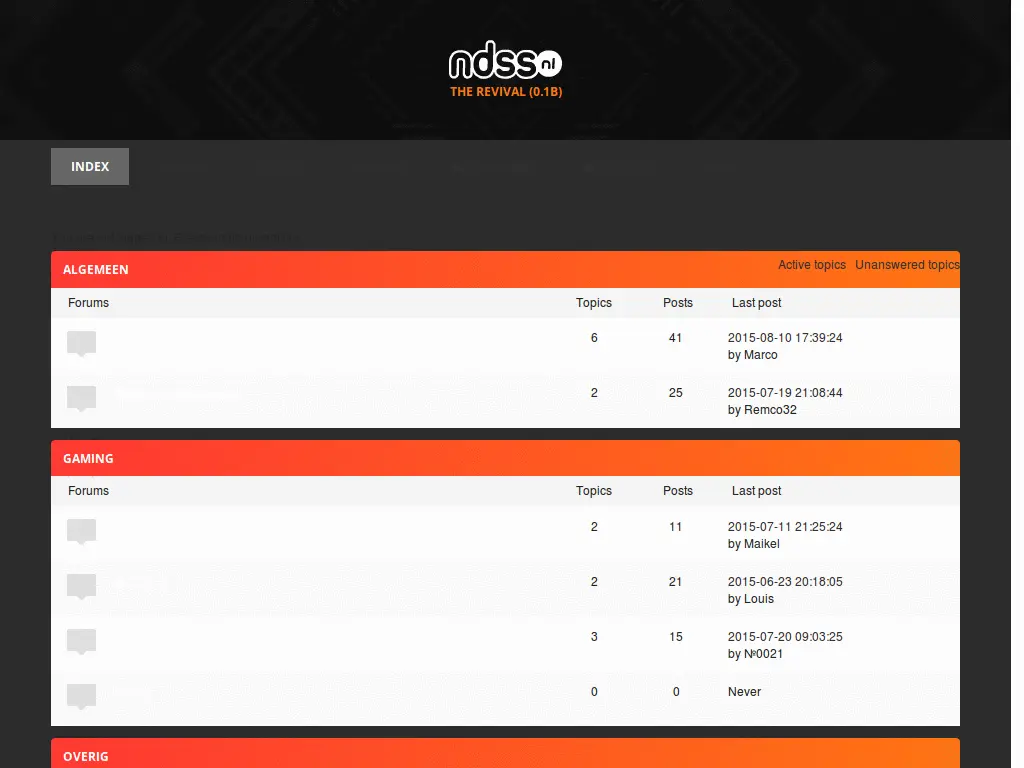 ndss nl
THE REVIVAL (0.1B)
INDEX
ALGEMEEN
Active topics Unanswered topics
Forums Topics Posts Last post
6 41 2015-08-10 17:39:24
by Marco
2 25 2015-07-19 21:08:44
by Remco32
GAMING
Forums Topics Posts Last post
2 11 2015-07-11 21:25:24
by Maikel
2 21 2015-06-23 20:18:05
by Louis
3 15 2015-07-20 09:03:25
by №0021
0 0 Never
OVERIG